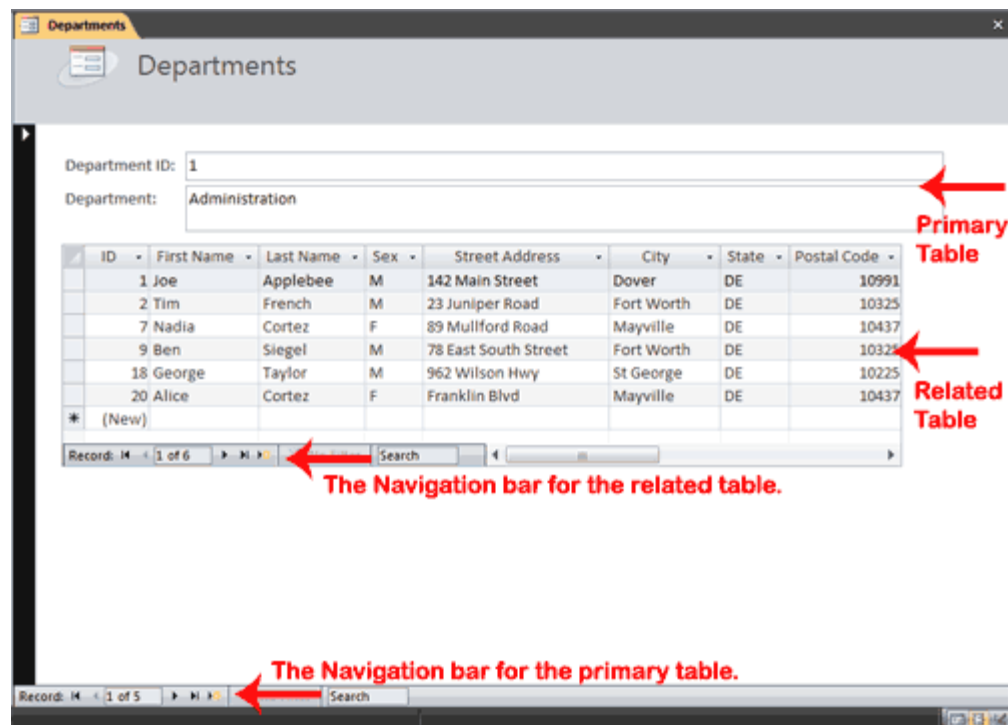 Departments
Departments
Department ID: 1
Department: Administration
Primary
Table
ID First Name Last Name Sex Street Address City State Postal Code
1 Joe Applebee M 142 Main Street Dover DE 10991
2 Tim French M 23 Juniper Road Fort Worth DE 10325
7 Nadia Cortez F 89 Mullford Road Mayville DE 10437
9 Ben Siegel M 78 East South Street Fort Worth DE 10325
18 George Taylor M 962 Wilson Hwy St George DE 10225
20 Alice Cortez F Franklin Blvd Mayville DE 10437
Related
Table
* (New)
Record: 1 of 6 Search
The Navigation bar for the related table.
The Navigation bar for the primary table.
Record: 1 of 5 Search